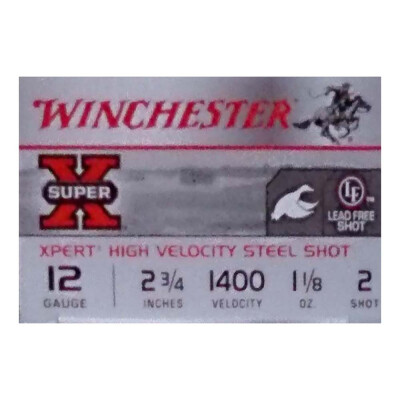 WINCHESTER
SUPER X
LF
LEAD FREE
SHOT
XPERT® HIGH VELOCITY STEEL SHOT
12 2 3/4 1400 1 1/8 2
GAUGE INCHES VELOCITY OZ. SHOT